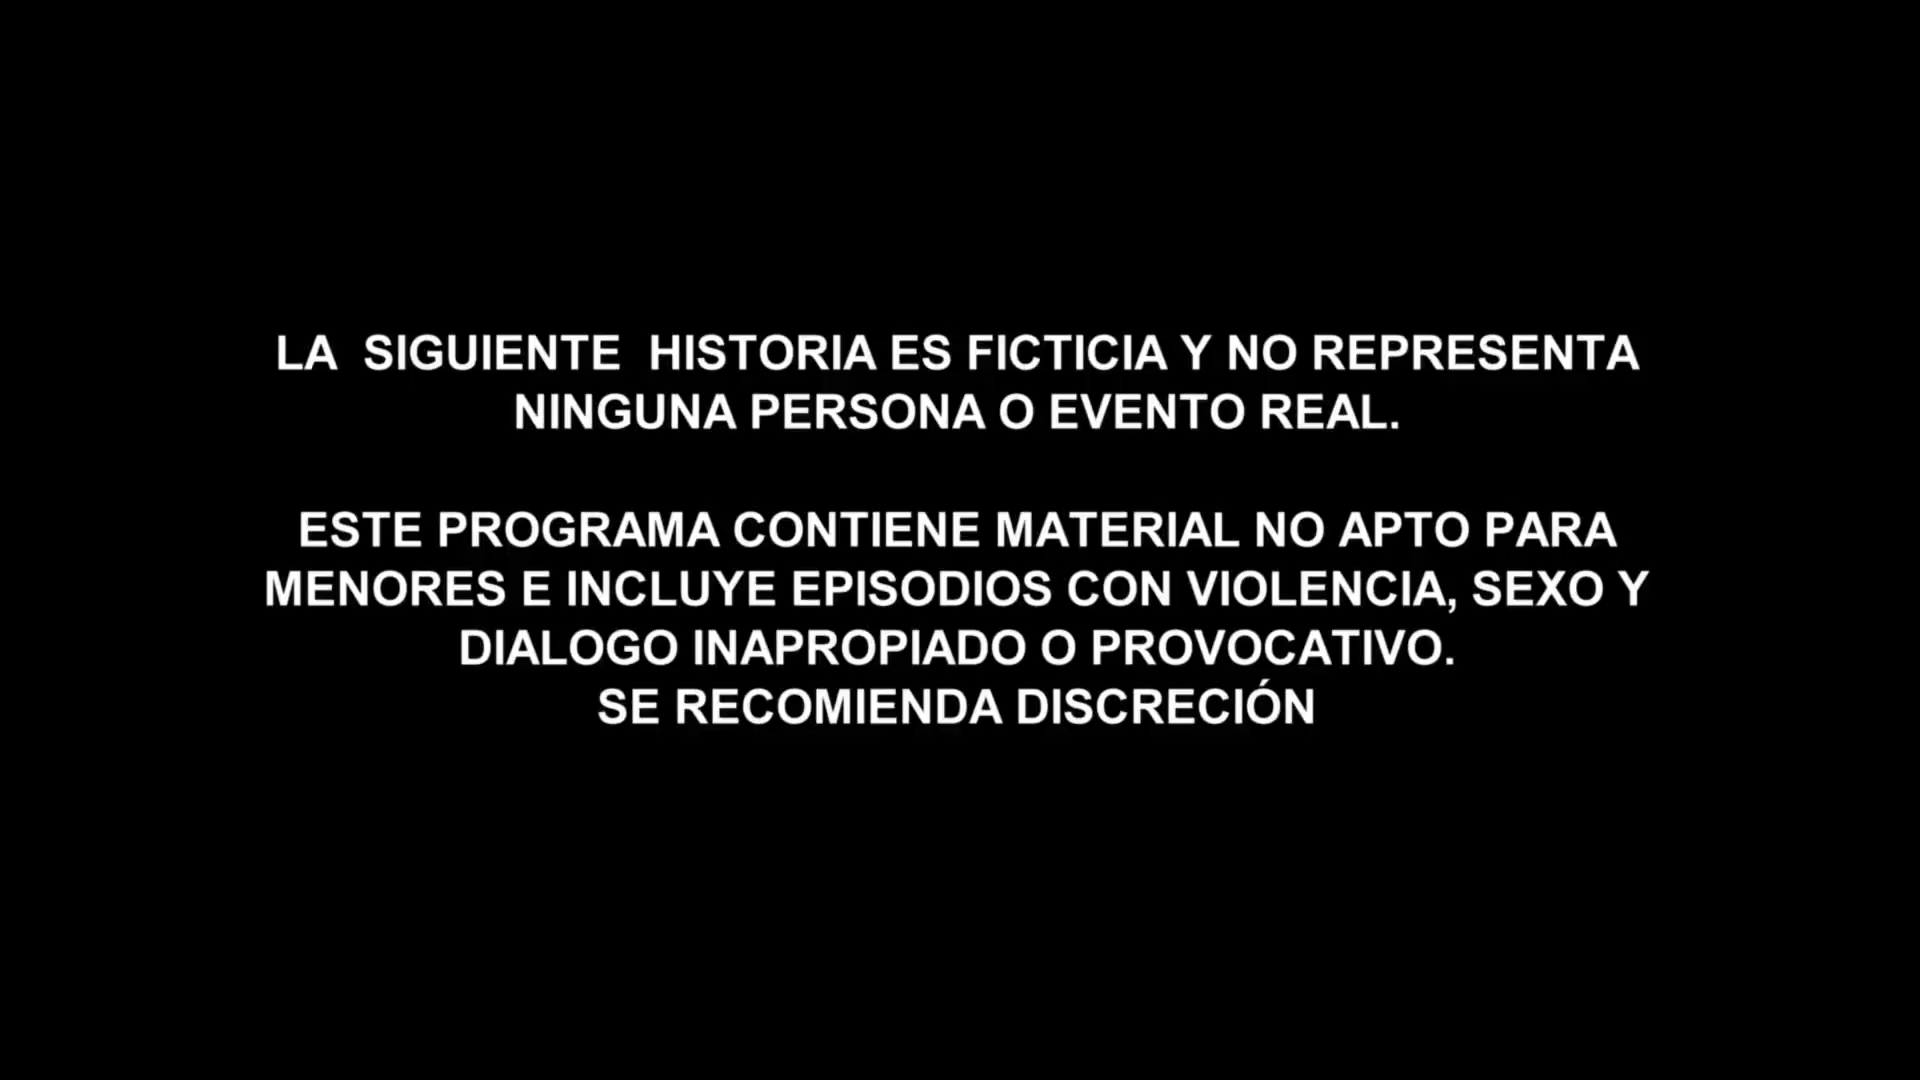 LA SIGUIENTE HISTORIA ES FICTICIA Y NO REPRESENTA
NINGUNA PERSONA O EVENTO REAL.
ESTE PROGRAMA CONTIENE MATERIAL NO APTO PARA
MENORES E INCLUYE EPISODIOS CON VIOLENCIA, SEXO Y
DIALOGO INAPROPIADO O PROVOCATIVO.
SE RECOMIENDA DISCRECIÓN